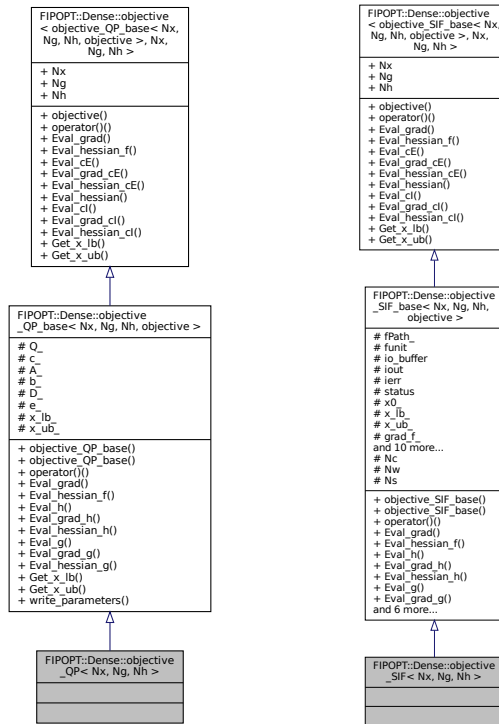 FIPOPT::Dense::objective
< objective_QP_base< Nx,
Ng, Nh, objective >, Nx,
Ng, Nh >
+ Nx
+ Ng
+ Nh
+ objective()
+ operator()()
+ Eval_grad()
+ Eval_hessian_f()
+ Eval_cE()
+ Eval_grad_cE()
+ Eval_hessian_cE()
+ Eval_hessian()
+ Eval_cI()
+ Eval_grad_cI()
+ Eval_hessian_cI()
+ Get_x_lb()
+ Get_x_ub()
FIPOPT::Dense::objective
_QP_base< Nx, Ng, Nh, objective >
# Q_
# c_
# A_
# b_
# D_
# e_
# x_lb_
# x_ub_
+ objective_QP_base()
+ objective_QP_base()
+ operator()()
+ Eval_grad()
+ Eval_hessian_f()
+ Eval_h()
+ Eval_grad_h()
+ Eval_hessian_h()
+ Eval_g()
+ Eval_grad_g()
+ Eval_hessian_g()
+ Get_x_lb()
+ Get_x_ub()
+ write_parameters()
FIPOPT::Dense::objective
_QP< Nx, Ng, Nh >
FIPOPT::Dense::objective
< objective_SIF_base< Nx,
Ng, Nh, objective >, Nx,
Ng, Nh >
+ Nx
+ Ng
+ Nh
+ objective()
+ operator()()
+ Eval_grad()
+ Eval_hessian_f()
+ Eval_cE()
+ Eval_grad_cE()
+ Eval_hessian_cE()
+ Eval_hessian()
+ Eval_cI()
+ Eval_grad_cI()
+ Eval_hessian_cI()
+ Get_x_lb()
+ Get_x_ub()
FIPOPT::Dense::objective
_SIF_base< Nx, Ng, Nh,
objective >
# fPath_
# funit
# io_buffer
# iout
# ierr
# status
# x0_
# x_lb_
# x_ub_
# grad_f_
and 10 more...
# Nc
# Nw
# Ns
+ objective_SIF_base()
+ objective_SIF_base()
+ operator()()
+ Eval_grad()
+ Eval_hessian_f()
+ Eval_h()
+ Eval_grad_h()
+ Eval_hessian_h()
+ Eval_g()
+ Eval_grad_g()
and 6 more...
FIPOPT::Dense::objective
_SIF< Nx, Ng, Nh >